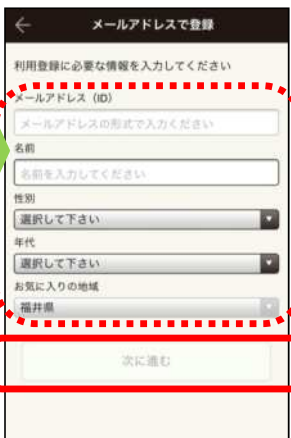 メールアドレスで登録
利用登録に必要な情報を入力してください
メールアドレス（ID）
メールアドレスの形式で入力ください
名前
名前を入力してください
性別
選択して下さい
年代
選択して下さい
お気に入りの地域
福井県
次に進む